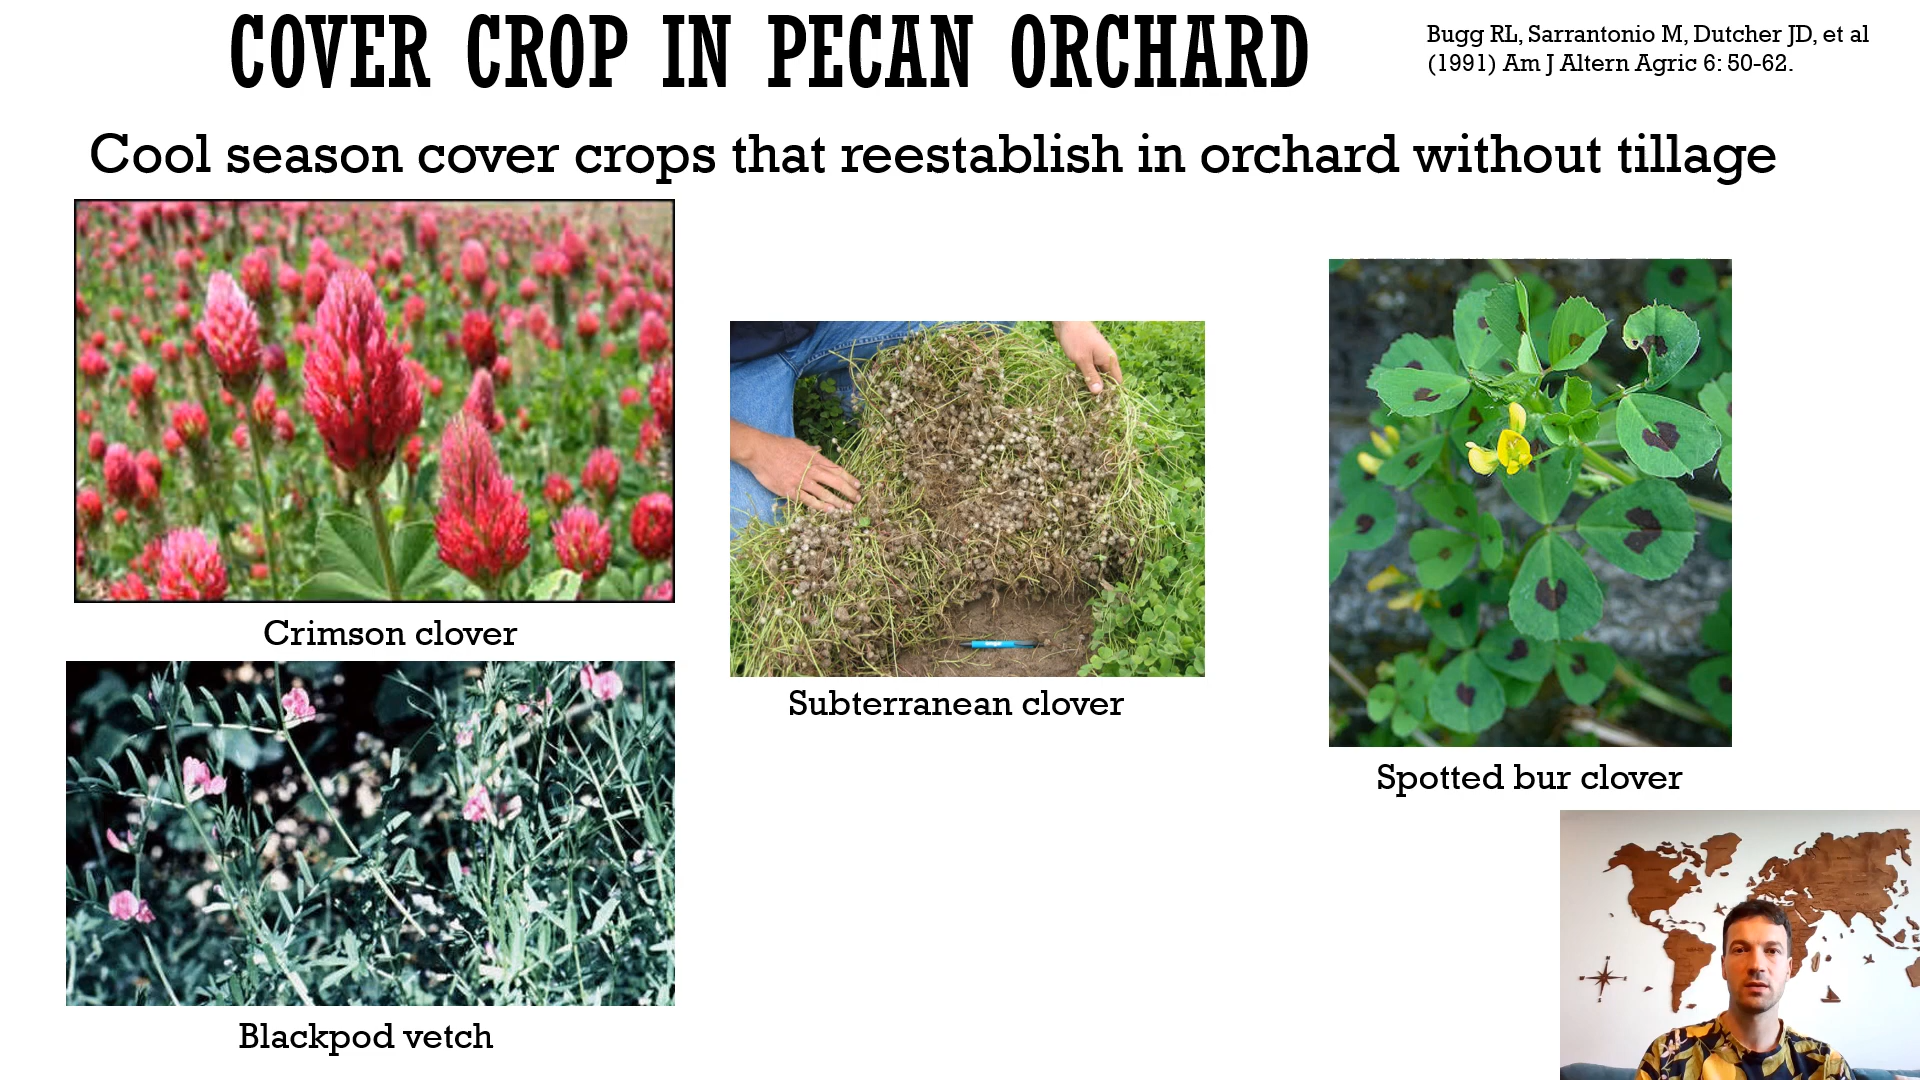 COVER CROP IN PECAN ORCHARD
Bugg RL, Sarrantonio M, Dutcher JD, et al
(1991) Am J Altern Agric 6: 50-62.
Cool season cover crops that reestablish in orchard without tillage
Crimson clover
Subterranean clover
Spotted bur clover
Blackpod vetch